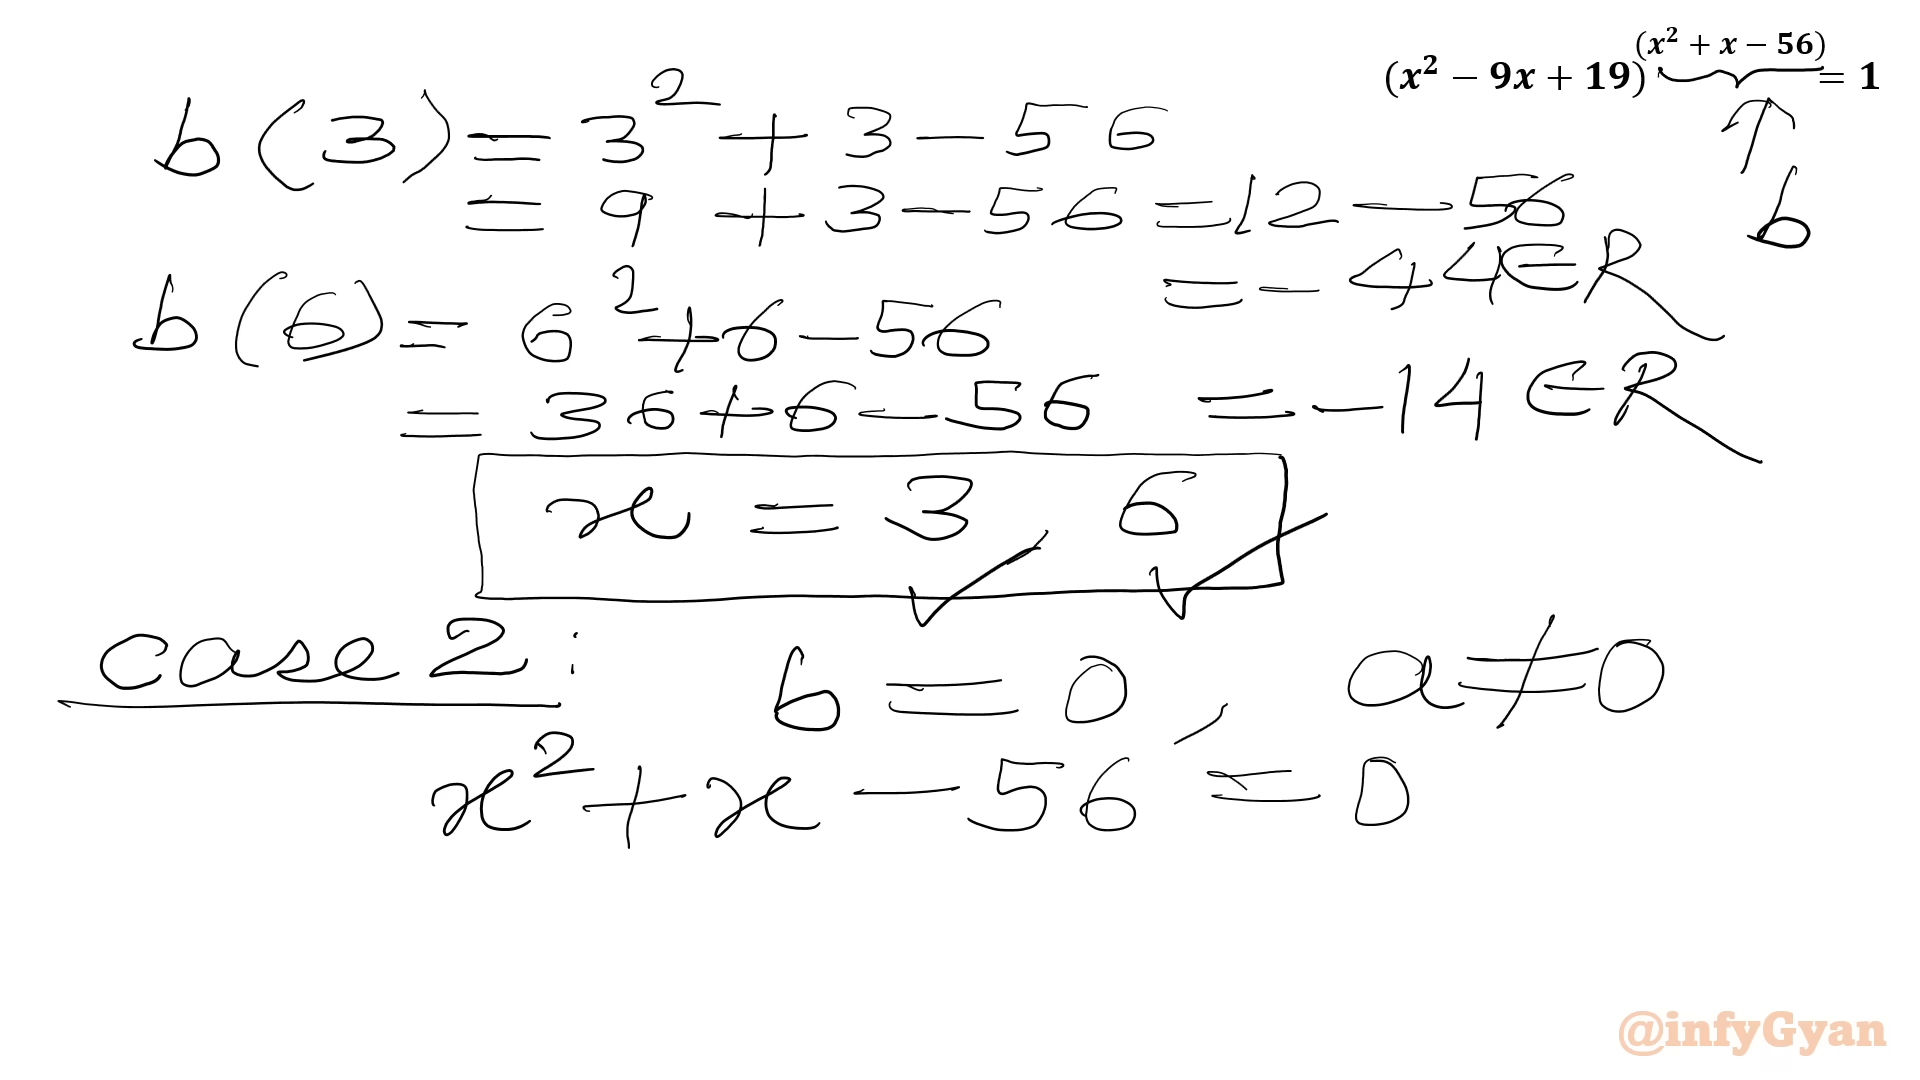 (x² − 9x + 19)^(x² + x − 56) = 1
b
b(3) = 3² + 3 − 56
= 9 + 3 − 56 = 12 − 56
= − 44 ∈ R
b(6) = 6² + 6 − 56
= 36 + 6 − 56 = −14 ∈ R
x = 3, 6
case 2:  b = 0, a ≠ 0
x² + x − 56 = 0
@infyGyan